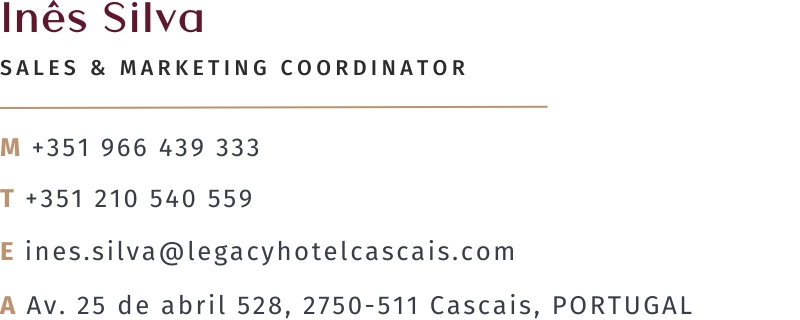 Inês Silva
SALES & MARKETING COORDINATOR
M +351 966 439 333
T +351 210 540 559
E ines.silva@legacyhotelcascais.com
A Av. 25 de abril 528, 2750-511 Cascais, PORTUGAL